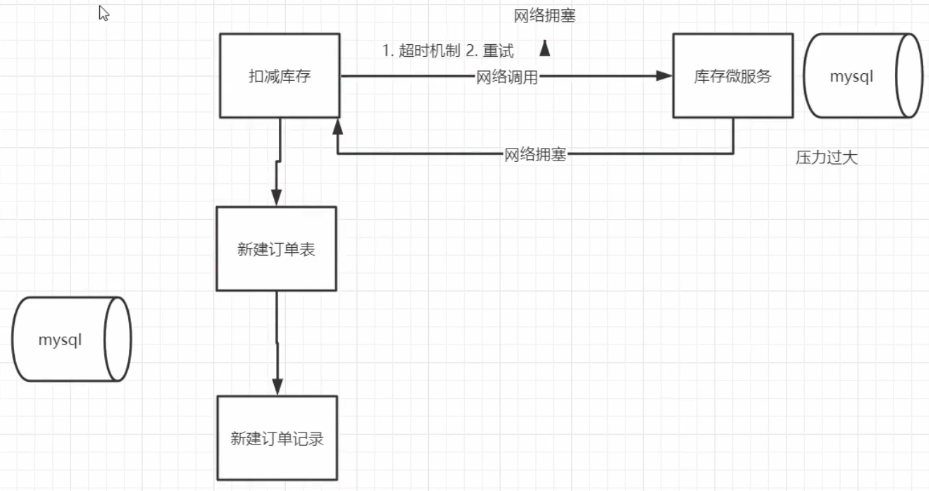 网络拥塞
1. 超时机制 2. 重试
扣减库存
网络调用
库存微服务
mysql
网络拥塞
压力过大
新建订单表
mysql
新建订单记录